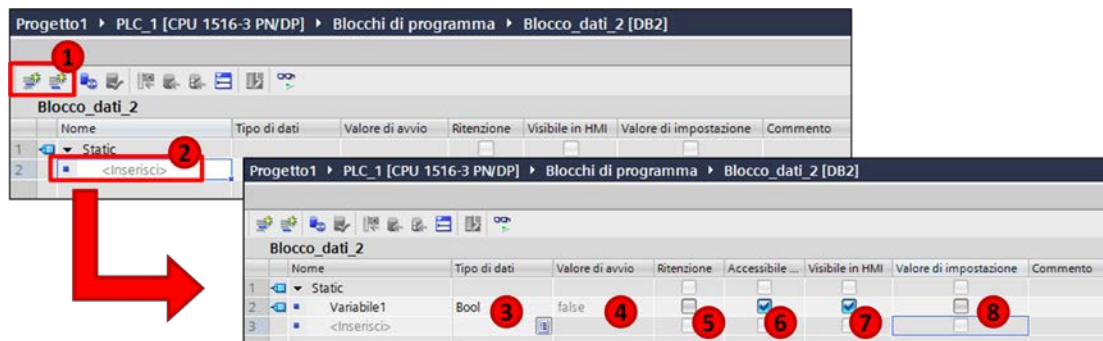 Progetto1 ▸ PLC_1 [CPU 1516-3 PN/DP] ▸ Blocchi di programma ▸ Blocco_dati_2 [DB2]
1
Blocco_dati_2
Nome Tipo di dati Valore di avvio Ritenzione Visibile in HMI Valore di impostazione Commento
1 Static
2
2 <Inserisci>
Progetto1 ▸ PLC_1 [CPU 1516-3 PN/DP] ▸ Blocchi di programma ▸ Blocco_dati_2 [DB2]
Blocco_dati_2
Nome Tipo di dati Valore di avvio Ritenzione Accessibile ... Visibile in HMI Valore di impostazione Commento
1 Static
2 Variabile1 Bool 3 false 4 5 6 7 8
3 <Inserisci>